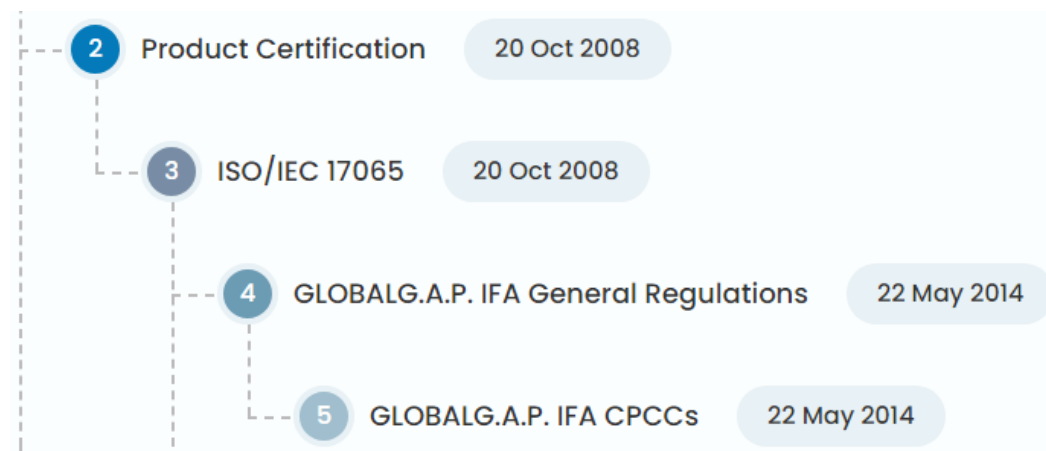 2 Product Certification 20 Oct 2008
3 ISO/IEC 17065 20 Oct 2008
4 GLOBALG.A.P. IFA General Regulations 22 May 2014
5 GLOBALG.A.P. IFA CPCCs 22 May 2014